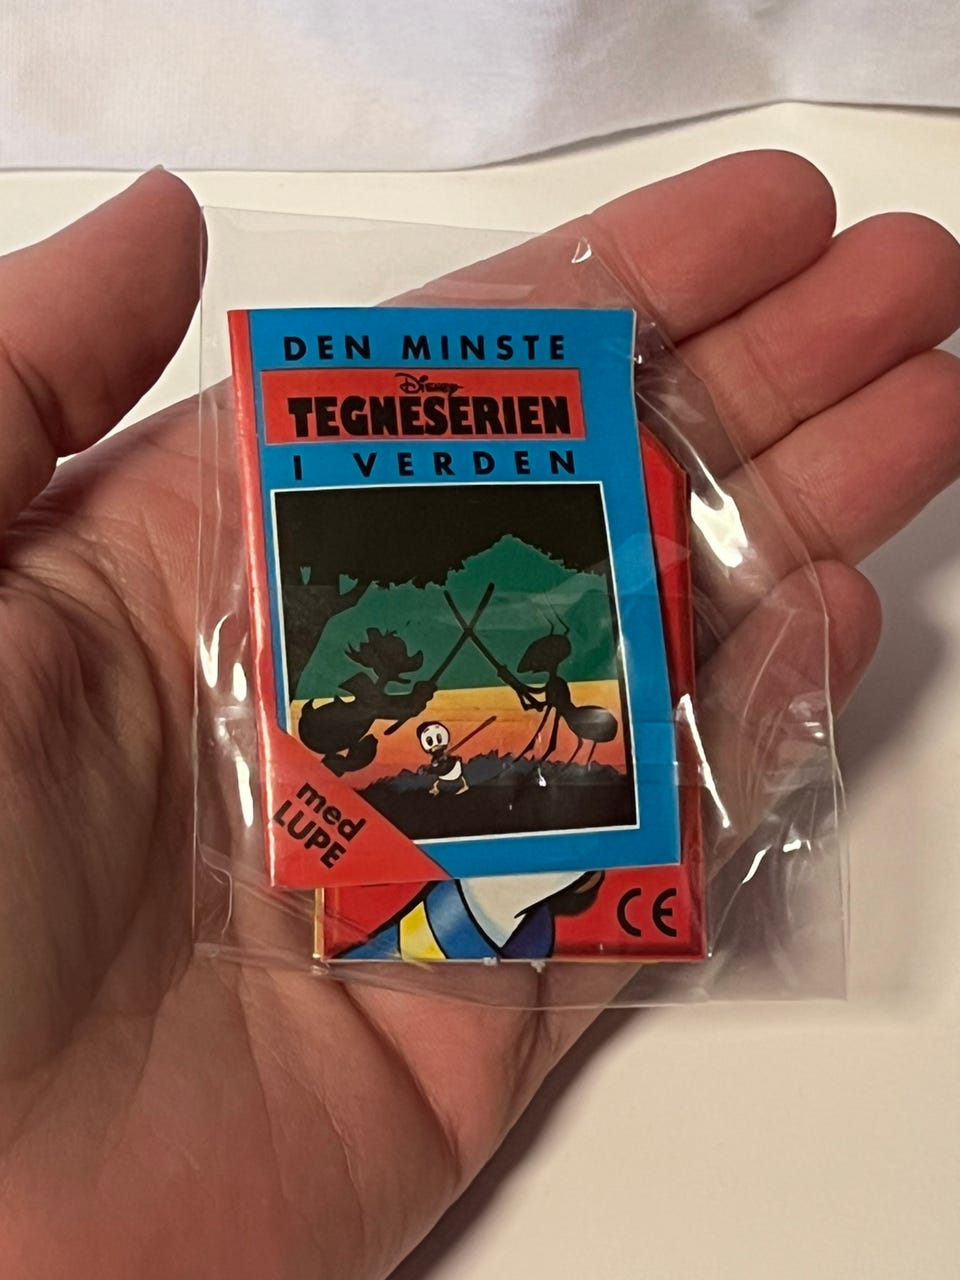 DEN MINSTE
Disney
TEGNESERIEN
I VERDEN
med
LUPE
CE